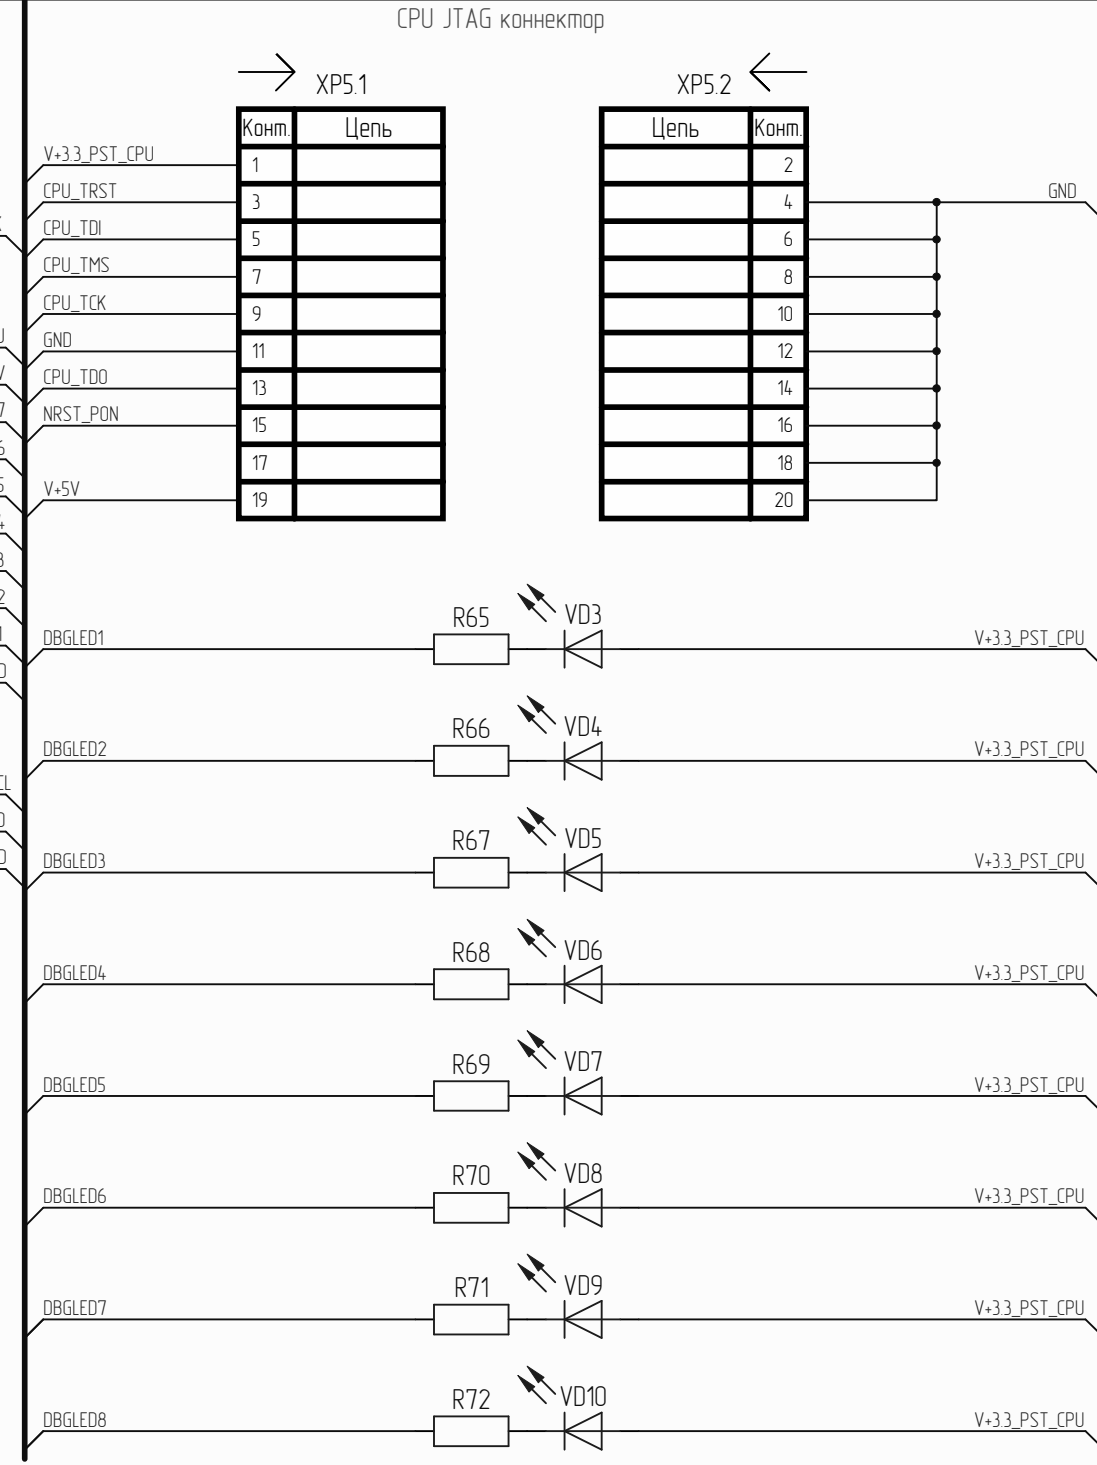 CPU JTAG коннектор
XP5.1
XP5.2
Конт. Цепь
Цепь Конт.
V+3.3_PST_CPU 1
2
CPU_TRST 3
4 GND
CPU_TDI 5
6
CPU_TMS 7
8
CPU_TCK 9
10
GND 11
12
CPU_TDO 13
14
NRST_PON 15
16
17
18
V+5V 19
20
DBGLED1 R65 VD3 V+3.3_PST_CPU
DBGLED2 R66 VD4 V+3.3_PST_CPU
DBGLED3 R67 VD5 V+3.3_PST_CPU
DBGLED4 R68 VD6 V+3.3_PST_CPU
DBGLED5 R69 VD7 V+3.3_PST_CPU
DBGLED6 R70 VD8 V+3.3_PST_CPU
DBGLED7 R71 VD9 V+3.3_PST_CPU
DBGLED8 R72 VD10 V+3.3_PST_CPU